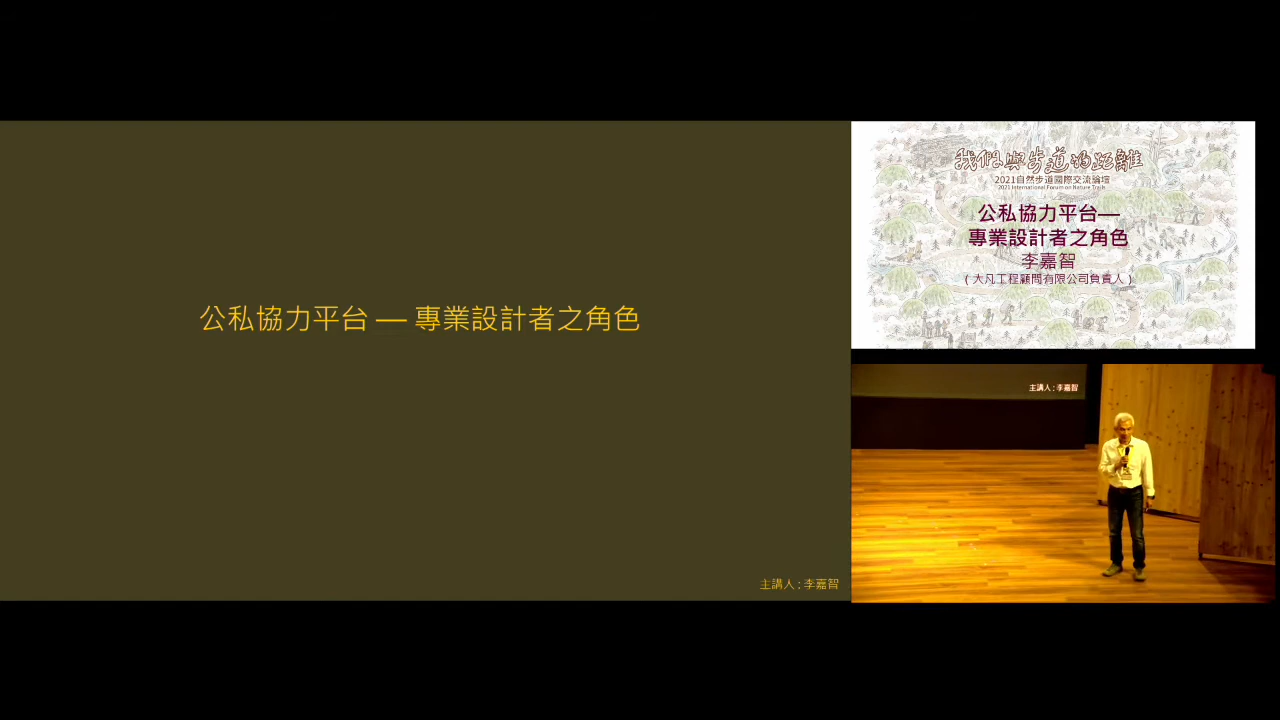 公私協力平台 — 專業設計者之角色
主講人 : 李嘉智
我們與步道的距離
2021自然步道國際交流論壇
2021 International Forum on Nature Trails
公私協力平台—
專業設計者之角色
李嘉智
( 大凡工程顧問有限公司負責人 )
主講人 : 李嘉智